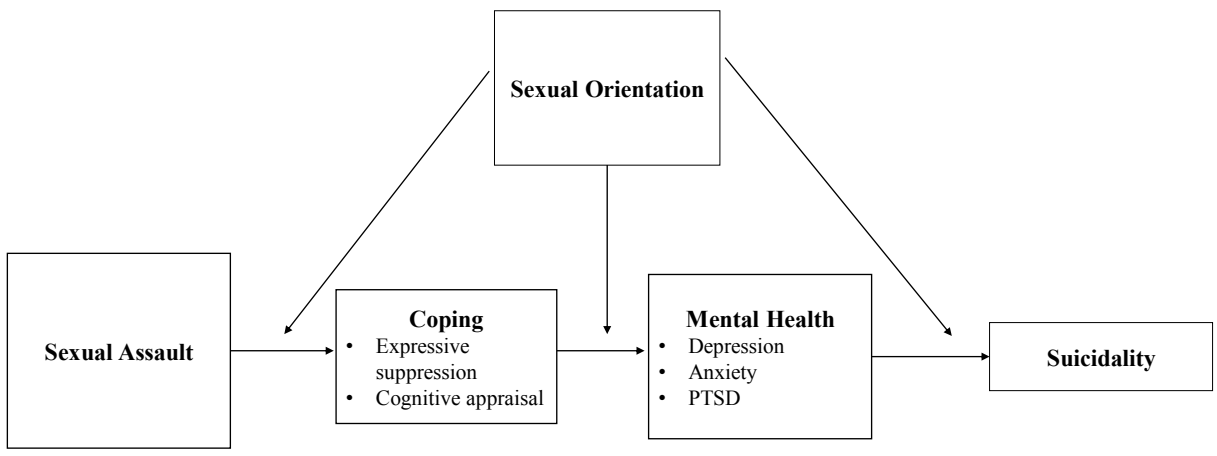 Sexual Orientation
Sexual Assault
Coping
• Expressive
suppression
• Cognitive appraisal
Mental Health
• Depression
• Anxiety
• PTSD
Suicidality